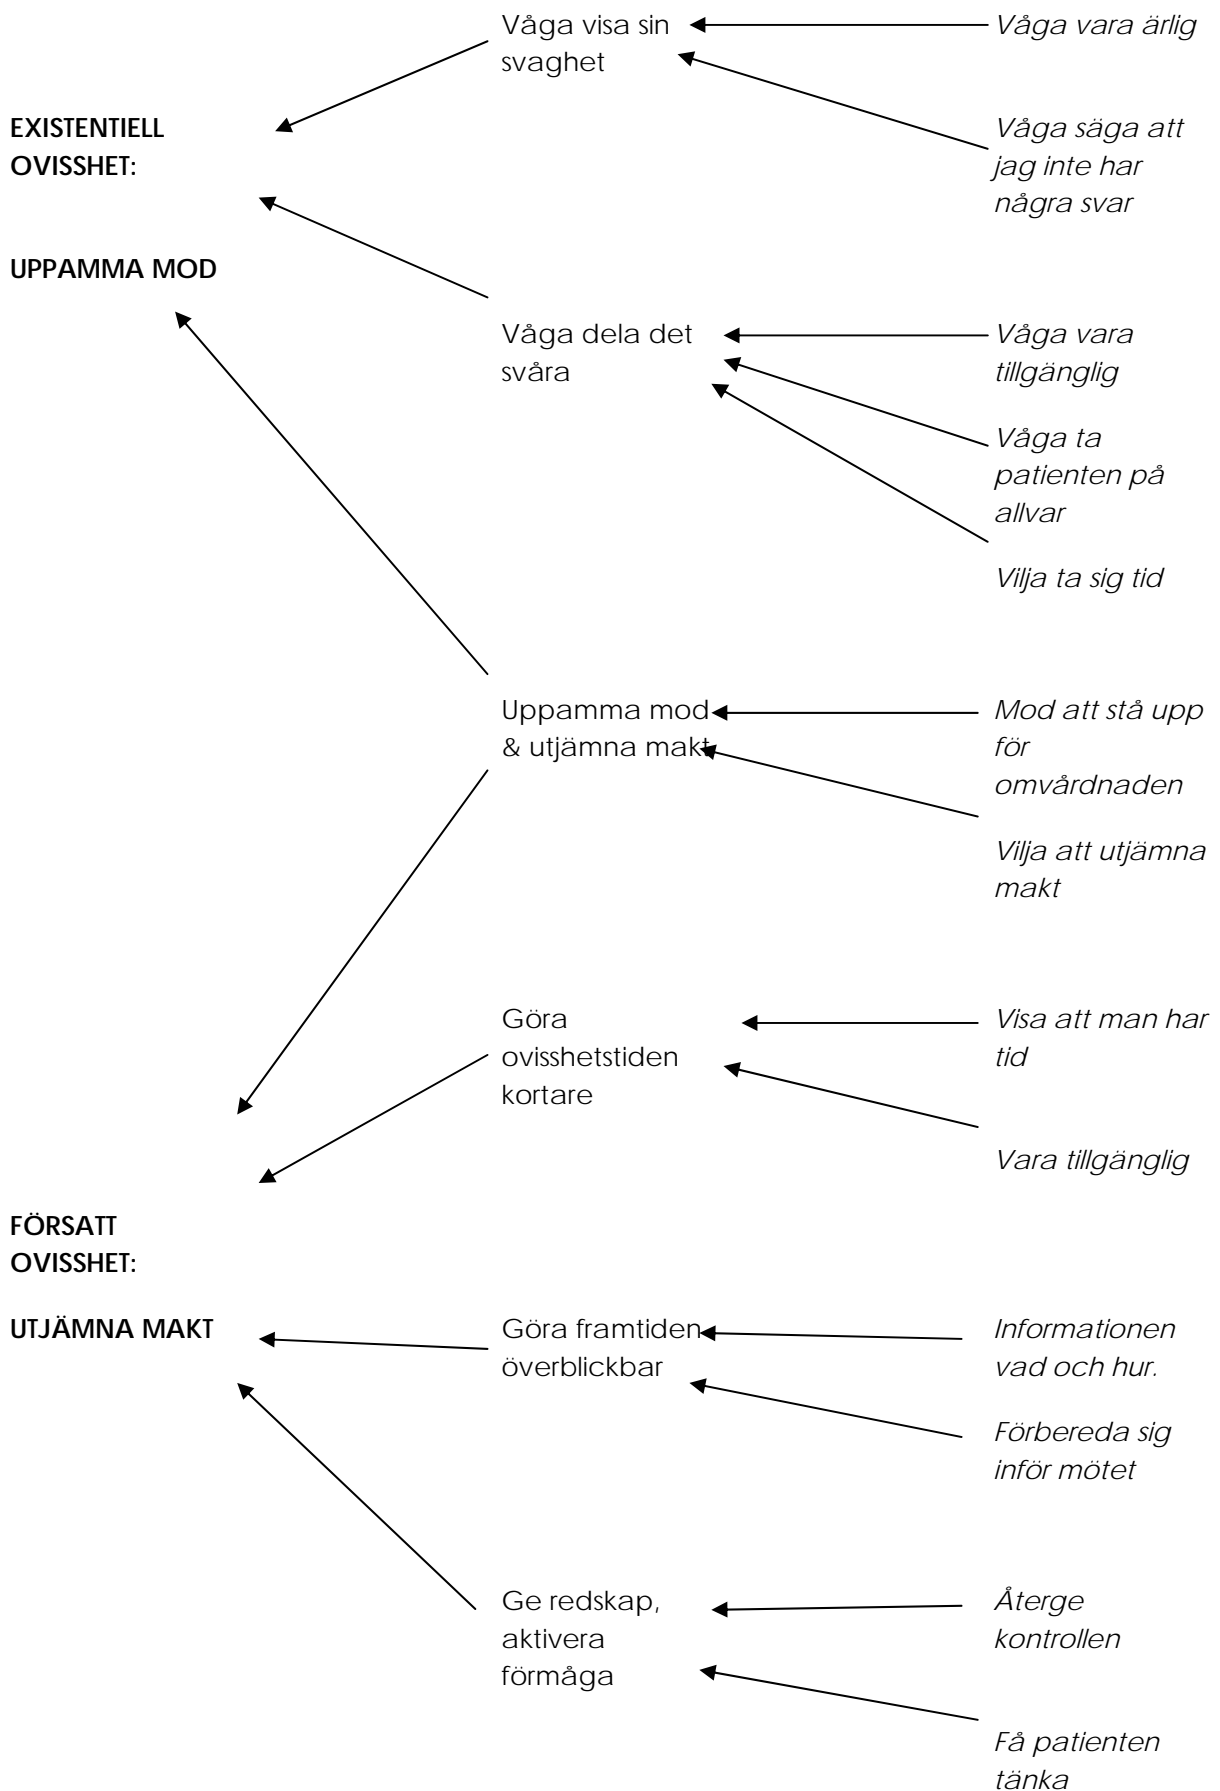 Våga visa sin
svaghet
Våga vara ärlig
EXISTENTIELL
OVISSHET:
Våga säga att
jag inte har
några svar
UPPAMMA MOD
Våga dela det
svåra
Våga vara
tillgänglig
Våga ta
patienten på
allvar
Vilja ta sig tid
Uppamma mod
& utjämna makt
Mod att stå upp
för
omvårdnaden
Vilja att utjämna
makt
Göra
ovisshetstiden
kortare
Visa att man har
tid
Vara tillgänglig
FÖRSATT
OVISSHET:
UTJÄMNA MAKT
Göra framtiden
överblickbar
Informationen
vad och hur.
Förbereda sig
inför mötet
Ge redskap,
aktivera
förmåga
Återge
kontrollen
Få patienten
tänka